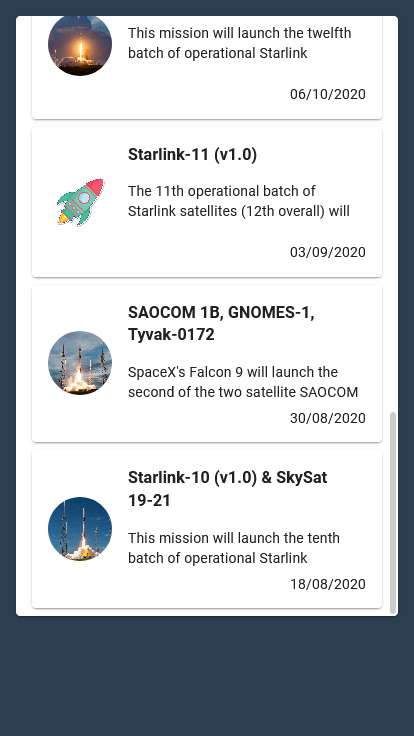 This mission will launch the twelfth
batch of operational Starlink
06/10/2020
Starlink-11 (v1.0)
The 11th operational batch of
Starlink satellites (12th overall) will
03/09/2020
SAOCOM 1B, GNOMES-1,
Tyvak-0172
SpaceX's Falcon 9 will launch the
second of the two satellite SAOCOM
30/08/2020
Starlink-10 (v1.0) & SkySat
19-21
This mission will launch the tenth
batch of operational Starlink
18/08/2020